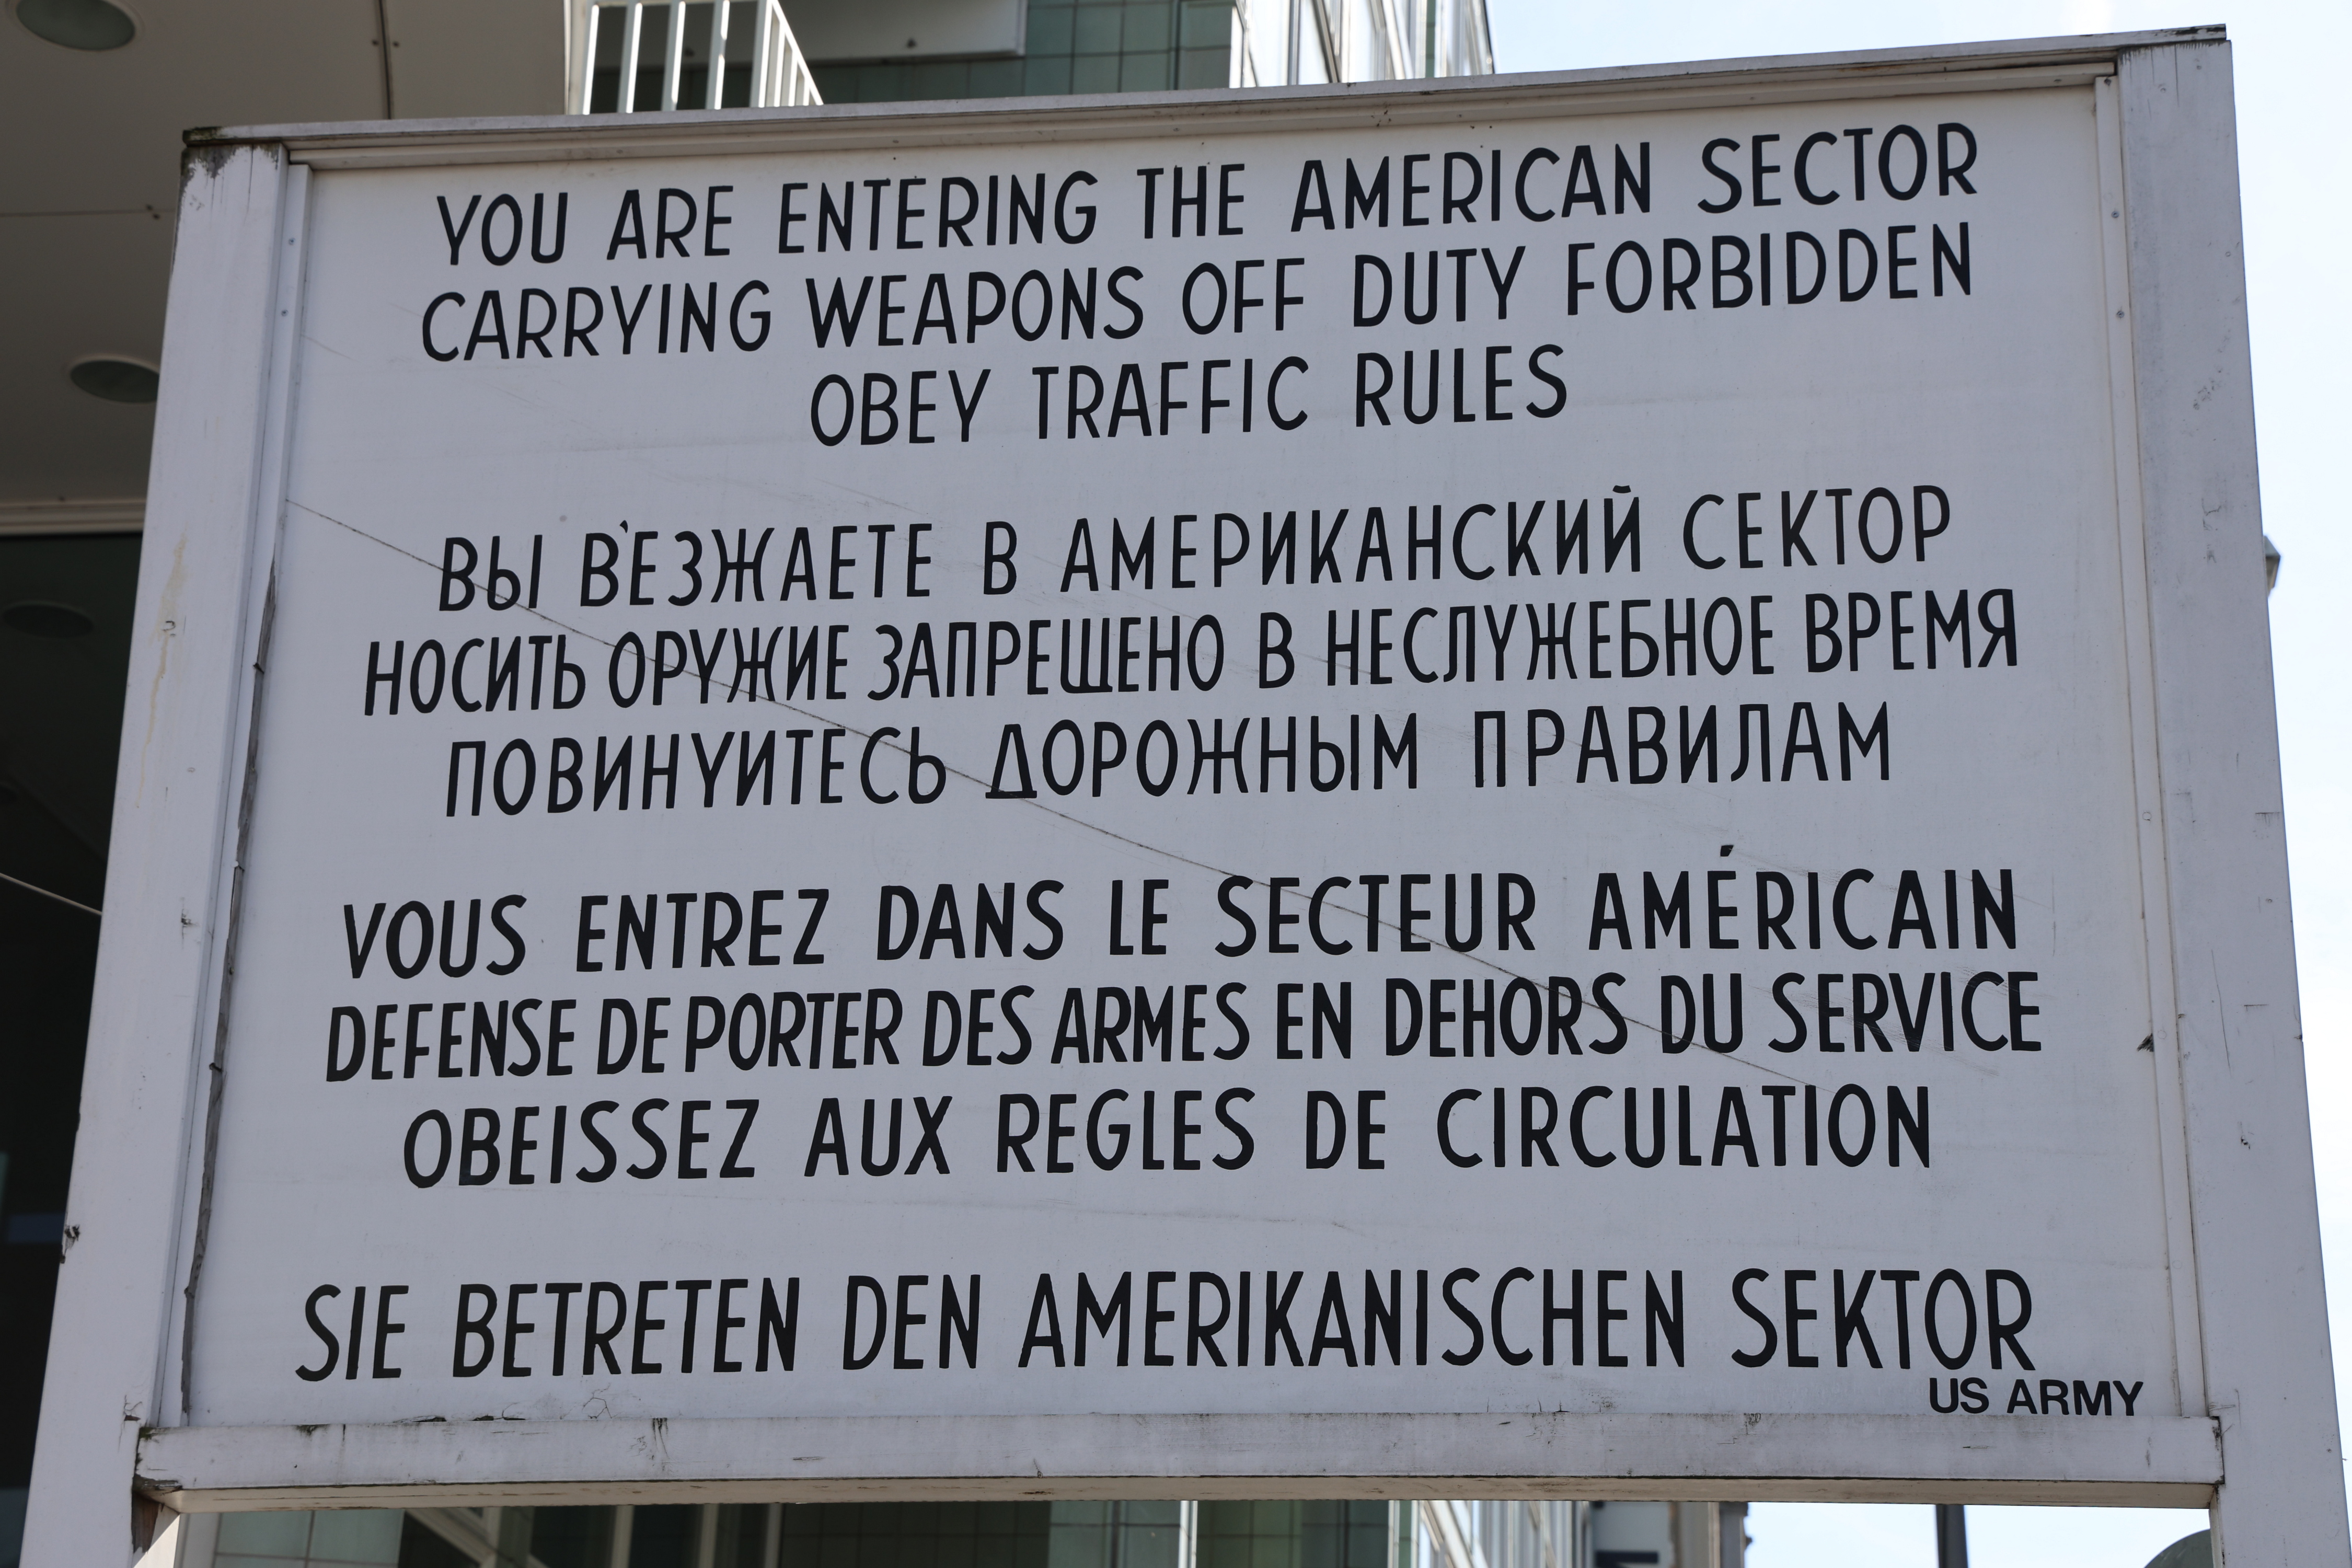 YOU ARE ENTERING THE AMERICAN SECTOR
CARRYING WEAPONS OFF DUTY FORBIDDEN
OBEY TRAFFIC RULES
ВЫ В'ЕЗЖАЕТЕ В АМЕРИКАНСКИЙ СЕКТОР
НОСИТЬ ОРУЖИЕ ЗАПРЕЩЕНО В НЕСЛУЖЕБНОЕ ВРЕМЯ
ПОВИНУИТЕСЬ ДОРОЖНЫМ ПРАВИЛАМ
VOUS ENTREZ DANS LE SECTEUR AMÉRICAIN
DEFENSE DE PORTER DES ARMES EN DEHORS DU SERVICE
OBEISSEZ AUX REGLES DE CIRCULATION
SIE BETRETEN DEN AMERIKANISCHEN SEKTOR
US ARMY